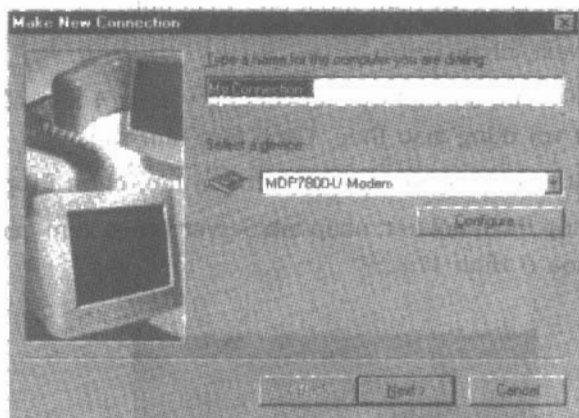 Make New Connection
Type a name for the computer you are dialing:
My Connection
Select a device:
MDP7800-U Modem
Configure...
Next >
Cancel